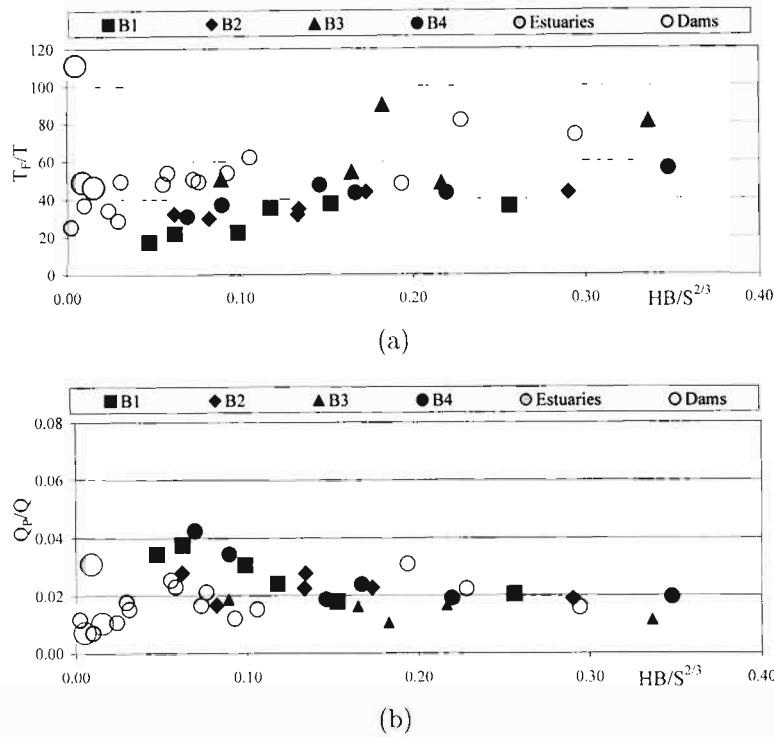 B1 B2 B3 B4 Estuaries Dams
120
100
80
60
40
20
0
T_F/T
0.00 0.10 0.20 0.30 0.40
HB/S^{2/3}
(a)
B1 B2 B3 B4 Estuaries Dams
0.08
0.06
0.04
0.02
0.00
Q_P/Q
0.00 0.10 0.20 0.30 0.40
HB/S^{2/3}
(b)